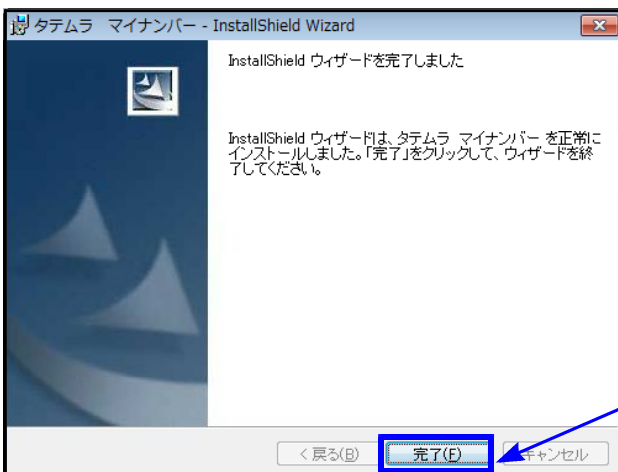 タテムラ　マイナンバー - InstallShield Wizard
InstallShield ウィザードを完了しました
InstallShield ウィザードは、タテムラ　マイナンバー を正常に
インストールしました。「完了」をクリックして、ウィザードを終
了してください。
< 戻る(B)　完了(F)　キャンセル